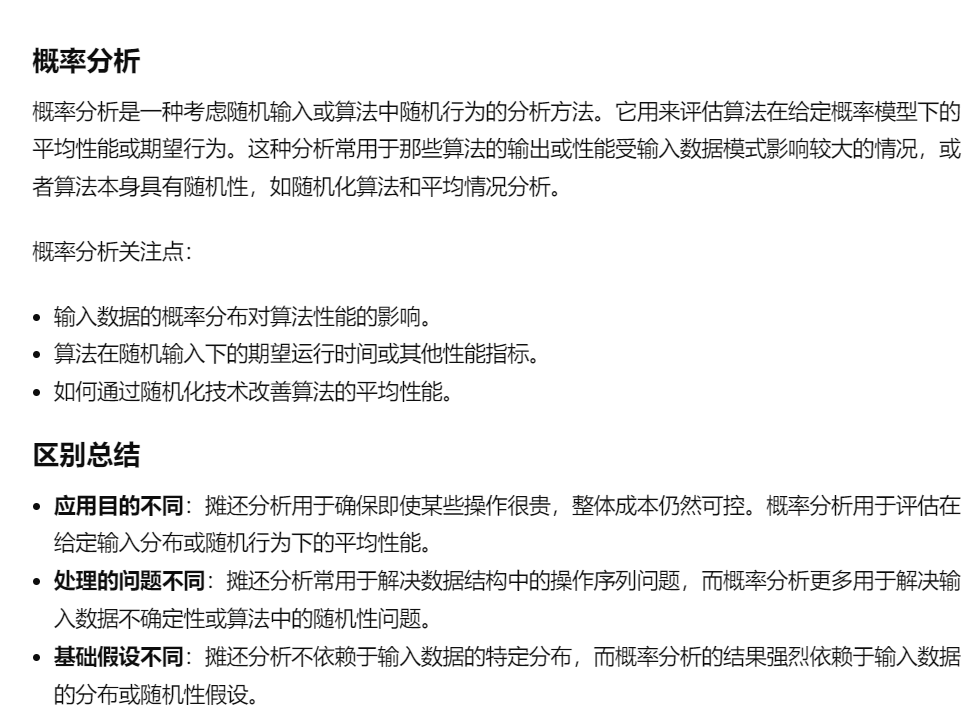 概率分析
概率分析是一种考虑随机输入或算法中随机行为的分析方法。它用来评估算法在给定概率模型下的
平均性能或期望行为。这种分析常用于那些算法的输出或性能受输入数据模式影响较大的情况，或
者算法本身具有随机性，如随机化算法和平均情况分析。
概率分析关注点：
• 输入数据的概率分布对算法性能的影响。
• 算法在随机输入下的期望运行时间或其他性能指标。
• 如何通过随机化技术改善算法的平均性能。
区别总结
• 应用目的不同：摊还分析用于确保即使某些操作很贵，整体成本仍然可控。概率分析用于评估在
给定输入分布或随机行为下的平均性能。
• 处理的问题不同：摊还分析常用于解决数据结构中的操作序列问题，而概率分析更多用于解决输
入数据不确定性或算法中的随机性问题。
• 基础假设不同：摊还分析不依赖于输入数据的特定分布，而概率分析的结果强烈依赖于输入数据
的分布或随机性假设。